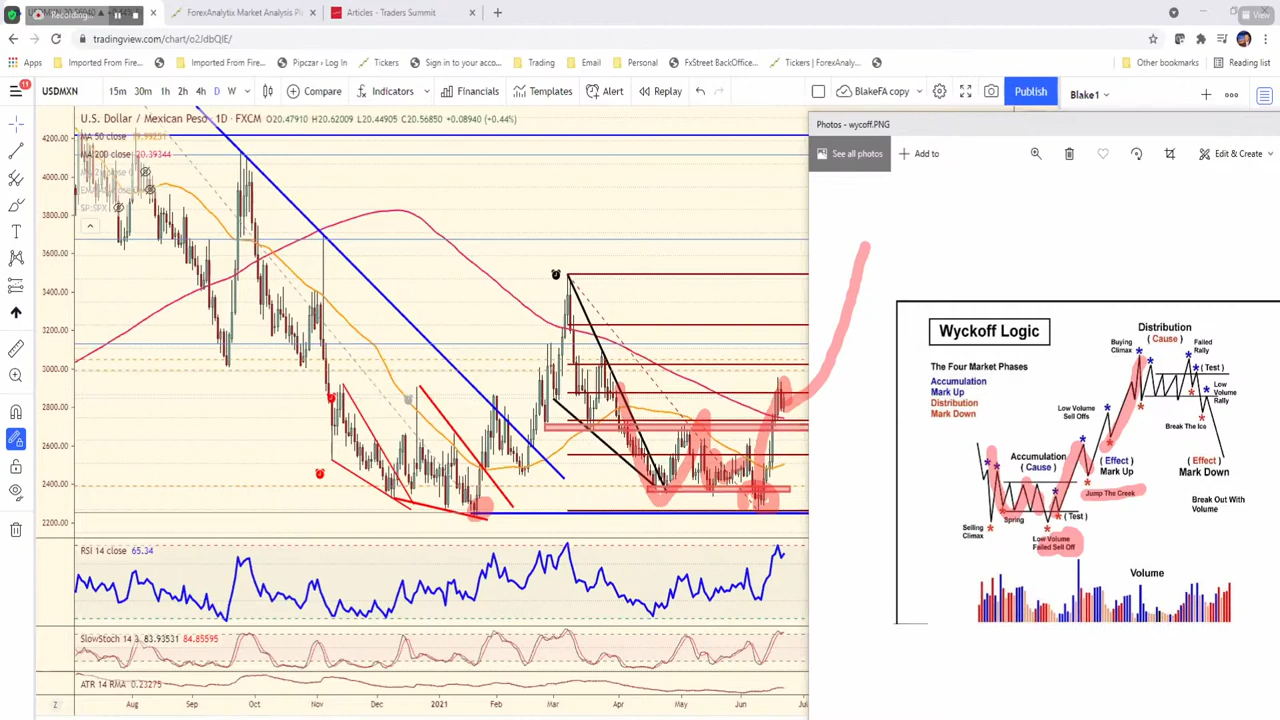 Recording...
ForexAnalytix Market Analysis Pl
Articles - Traders Summit
View
tradingview.com/chart/o2JdbQIE/
Apps
Imported From Fire...
Imported From Fire...
Pipczar › Log In
Tickers
Sign in to your acco...
Trading
Email
Personal
FxStreet BackOffice...
Tickers | ForexAnaly...
Other bookmarks
Reading list
11
USDMXN
15m
30m
1h
4h
D
W
Compare
Indicators
Financials
Templates
Alert
Replay
BlakeFA copy
Publish
Blake1
U.S. Dollar / Mexican Peso, 1D · FXCM O20.47910 H20.62009 L20.44905 C20.56850 +0.08940 (+0.44%)
MA 50 close
MA 200 close 20.39344
4200.00
4000.00
3800.00
3600.00
3400.00
3200.00
3000.00
2800.00
2600.00
2400.00
2200.00
RSI 14 close 65.34
SlowStoch 14 3 83.93531 84.85595
ATR 14 RMA 0.23275
Z
Aug
Sep
Oct
Nov
Dec
2021
Feb
Mar
Apr
May
Jun
Photos - wycoff.PNG
See all photos
Add to
Edit & Create
Wyckoff Logic
The Four Market Phases
Accumulation
Mark Up
Distribution
Mark Down
Distribution
( Cause )
Buying
Climax
Failed
Rally
( Test )
Low
Volume
Rally
Break The Ice
Low Volume
Sell Offs
Accumulation
( Cause )
( Effect )
Mark Up
( Effect )
Mark Down
Jump The Creek
Spring
( Test )
Selling
Climax
Low Volume
Failed Sell Off
Break Out With
Volume
Volume